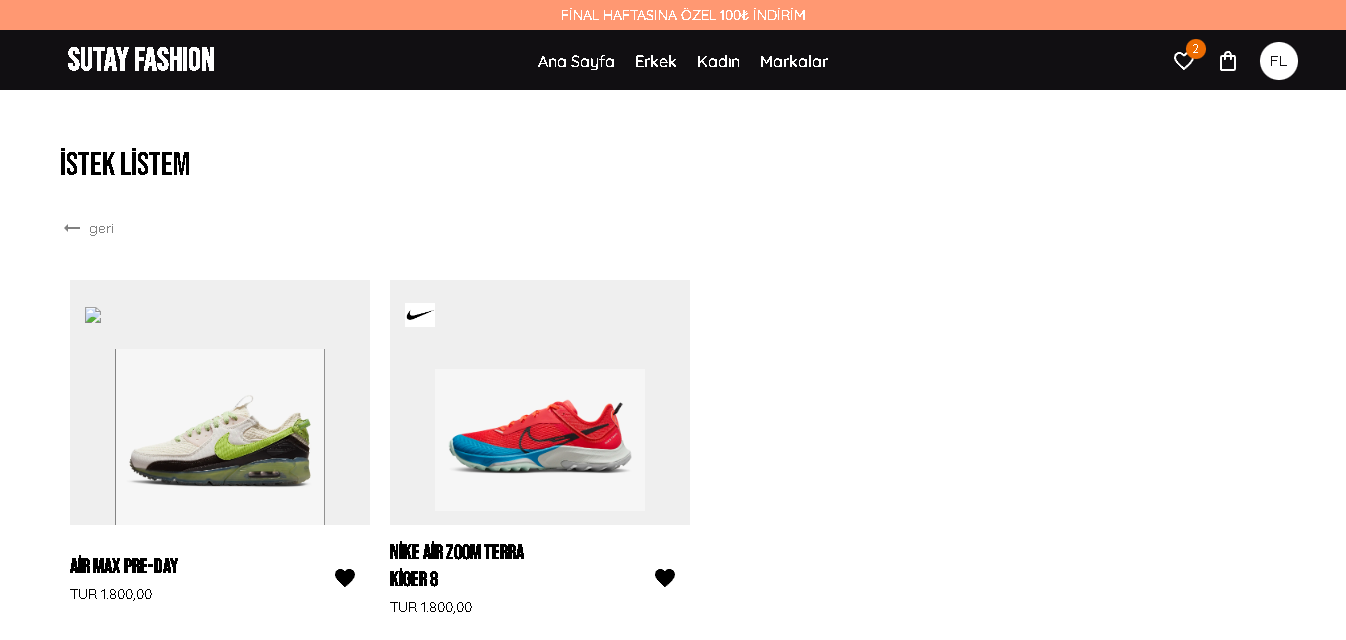 FİNAL HAFTASINA ÖZEL 100₺ İNDİRİM
SUTAY FASHION
Ana Sayfa
Erkek
Kadın
Markalar
2
FL
İSTEK LİSTEM
geri
AİR MAX PRE-DAY
TUR 1.800,00
NİKE AİR ZOOM TERRA
KİGER 8
TUR 1.800,00